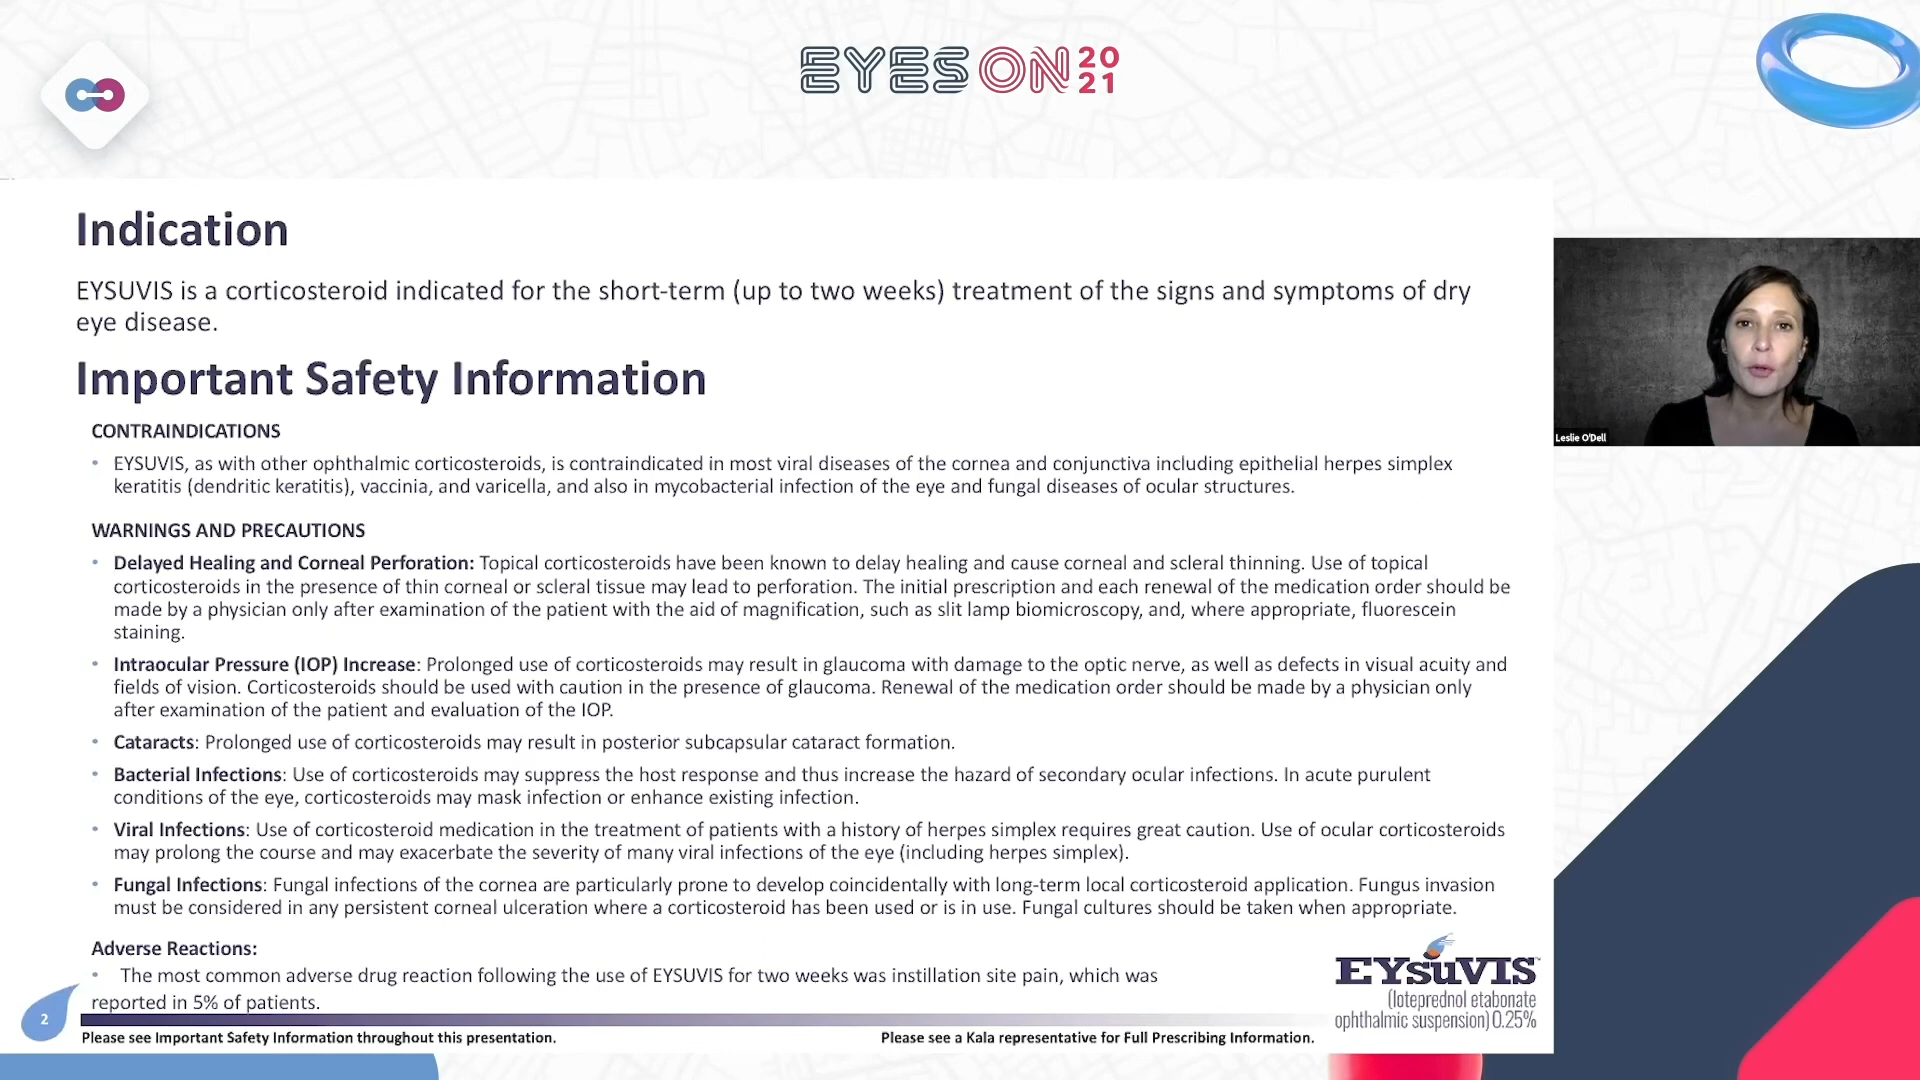 EYES ON 20
21
Indication
EYSUVIS is a corticosteroid indicated for the short-term (up to two weeks) treatment of the signs and symptoms of dry
eye disease.
Important Safety Information
CONTRAINDICATIONS
• EYSUVIS, as with other ophthalmic corticosteroids, is contraindicated in most viral diseases of the cornea and conjunctiva including epithelial herpes simplex
keratitis (dendritic keratitis), vaccinia, and varicella, and also in mycobacterial infection of the eye and fungal diseases of ocular structures.
WARNINGS AND PRECAUTIONS
• Delayed Healing and Corneal Perforation: Topical corticosteroids have been known to delay healing and cause corneal and scleral thinning. Use of topical
corticosteroids in the presence of thin corneal or scleral tissue may lead to perforation. The initial prescription and each renewal of the medication order should be
made by a physician only after examination of the patient with the aid of magnification, such as slit lamp biomicroscopy, and, where appropriate, fluorescein
staining.
• Intraocular Pressure (IOP) Increase: Prolonged use of corticosteroids may result in glaucoma with damage to the optic nerve, as well as defects in visual acuity and
fields of vision. Corticosteroids should be used with caution in the presence of glaucoma. Renewal of the medication order should be made by a physician only
after examination of the patient and evaluation of the IOP.
• Cataracts: Prolonged use of corticosteroids may result in posterior subcapsular cataract formation.
• Bacterial Infections: Use of corticosteroids may suppress the host response and thus increase the hazard of secondary ocular infections. In acute purulent
conditions of the eye, corticosteroids may mask infection or enhance existing infection.
• Viral Infections: Use of corticosteroid medication in the treatment of patients with a history of herpes simplex requires great caution. Use of ocular corticosteroids
may prolong the course and may exacerbate the severity of many viral infections of the eye (including herpes simplex).
• Fungal Infections: Fungal infections of the cornea are particularly prone to develop coincidentally with long-term local corticosteroid application. Fungus invasion
must be considered in any persistent corneal ulceration where a corticosteroid has been used or is in use. Fungal cultures should be taken when appropriate.
Adverse Reactions:
• The most common adverse drug reaction following the use of EYSUVIS for two weeks was instillation site pain, which was
reported in 5% of patients.
2
Please see Important Safety Information throughout this presentation.
Please see a Kala representative for Full Prescribing Information.
EYSUVIS
(loteprednol etabonate
ophthalmic suspension) 0.25%
Leslie O'Dell